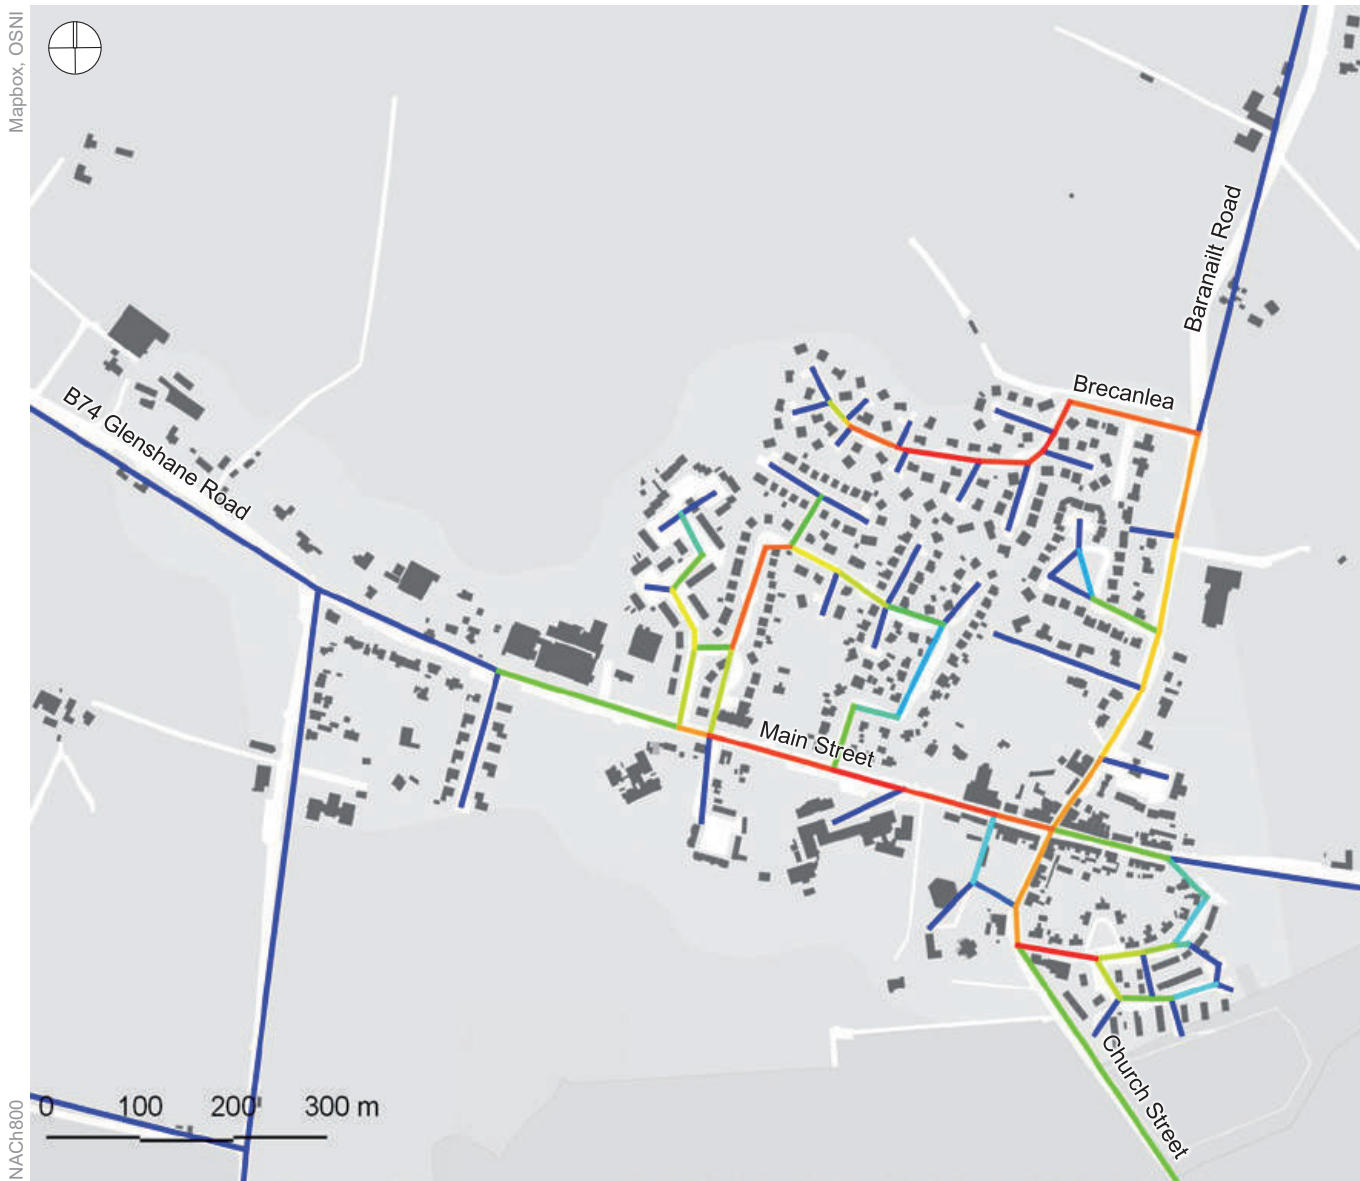 Mapbox, OSNI
Baranailt Road
Brecanlea
B74 Glenshane Road
Main Street
Church Street
0 100 200 300 m
NACh800